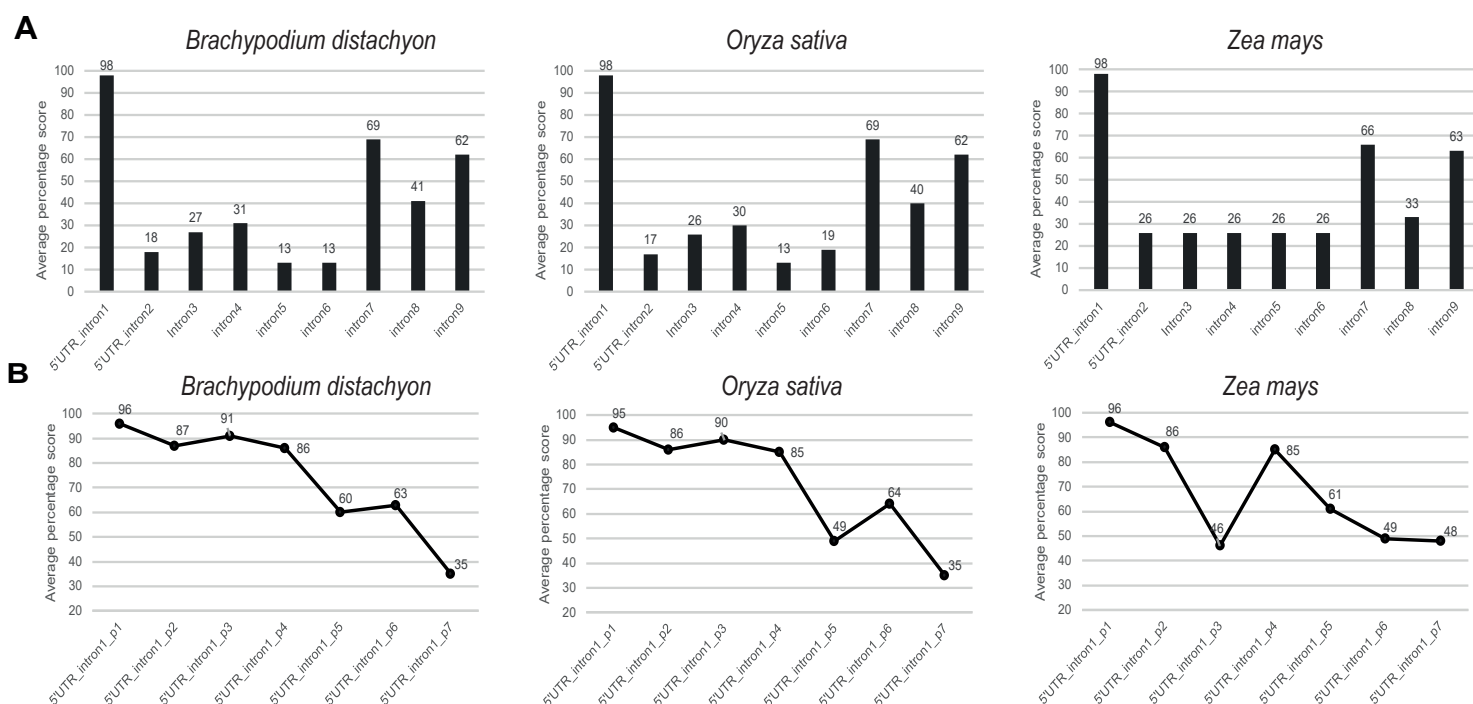 A
Brachypodium distachyon
Average percentage score
100
90
80
70
60
50
40
30
20
10
0
98
18
27
31
13
13
69
41
62
5'UTR_intron1
5'UTR_intron2
Intron3
intron4
intron5
intron6
intron7
intron8
intron9
Oryza sativa
Average percentage score
100
90
80
70
60
50
40
30
20
10
0
98
17
26
30
13
19
69
40
62
5'UTR_intron1
5'UTR_intron2
Intron3
intron4
intron5
intron6
intron7
intron8
intron9
Zea mays
Average percentage score
100
90
80
70
60
50
40
30
20
10
0
98
26
26
26
26
26
66
33
63
5'UTR_intron1
5'UTR_intron2
Intron3
intron4
intron5
intron6
intron7
intron8
intron9
B
Brachypodium distachyon
Average percentage score
100
90
80
70
60
50
40
30
20
96
87
91
86
60
63
35
5'UTR_intron1_p1
5'UTR_intron1_p2
5'UTR_intron1_p3
5'UTR_intron1_p4
5'UTR_intron1_p5
5'UTR_intron1_p6
5'UTR_intron1_p7
Oryza sativa
Average percentage score
100
90
80
70
60
50
40
30
20
95
86
90
85
49
64
35
5'UTR_intron1_p1
5'UTR_intron1_p2
5'UTR_intron1_p3
5'UTR_intron1_p4
5'UTR_intron1_p5
5'UTR_intron1_p6
5'UTR_intron1_p7
Zea mays
Average percentage score
100
90
80
70
60
50
40
30
20
96
86
46
85
61
49
48
5'UTR_intron1_p1
5'UTR_intron1_p2
5'UTR_intron1_p3
5'UTR_intron1_p4
5'UTR_intron1_p5
5'UTR_intron1_p6
5'UTR_intron1_p7